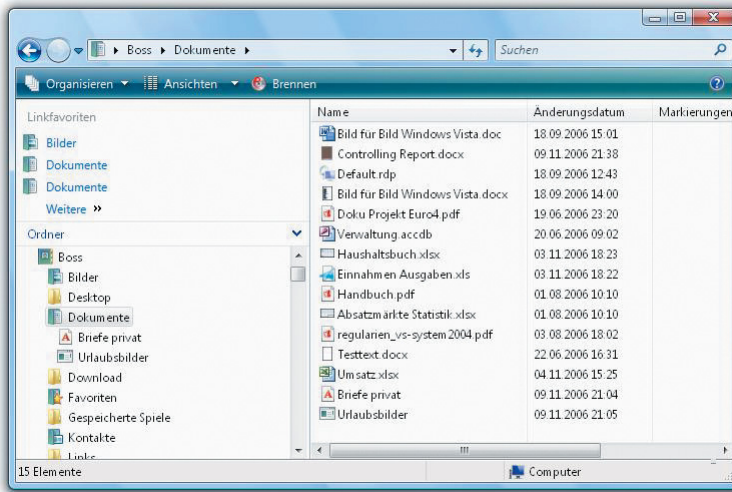 Boss Dokumente
Suchen
Organisieren Ansichten Brennen
Linkfavoriten
Bilder
Dokumente
Dokumente
Weitere »
Ordner
Boss
Bilder
Desktop
Dokumente
Briefe privat
Urlaubsbilder
Download
Favoriten
Gespeicherte Spiele
Kontakte
Links
Name Änderungsdatum Markierungen
Bild für Bild Windows Vista.doc 18.09.2006 15:01
Controlling Report.docx 09.11.2006 21:38
Default.rdp 18.09.2006 12:43
Bild für Bild Windows Vista.docx 18.09.2006 14:00
Doku Projekt Euro4.pdf 19.06.2006 23:20
Verwaltung.accdb 20.06.2006 09:02
Haushaltsbuch.xlsx 03.11.2006 18:23
Einnahmen Ausgaben.xls 03.11.2006 18:22
Handbuch.pdf 01.08.2006 10:10
Absatzmärkte Statistik.xlsx 01.08.2006 10:10
regularien_vs-system2004.pdf 03.08.2006 18:02
Testtext.docx 22.06.2006 16:31
Umsatz.xlsx 04.11.2006 15:25
Briefe privat 09.11.2006 21:04
Urlaubsbilder 09.11.2006 21:05
15 Elemente Computer